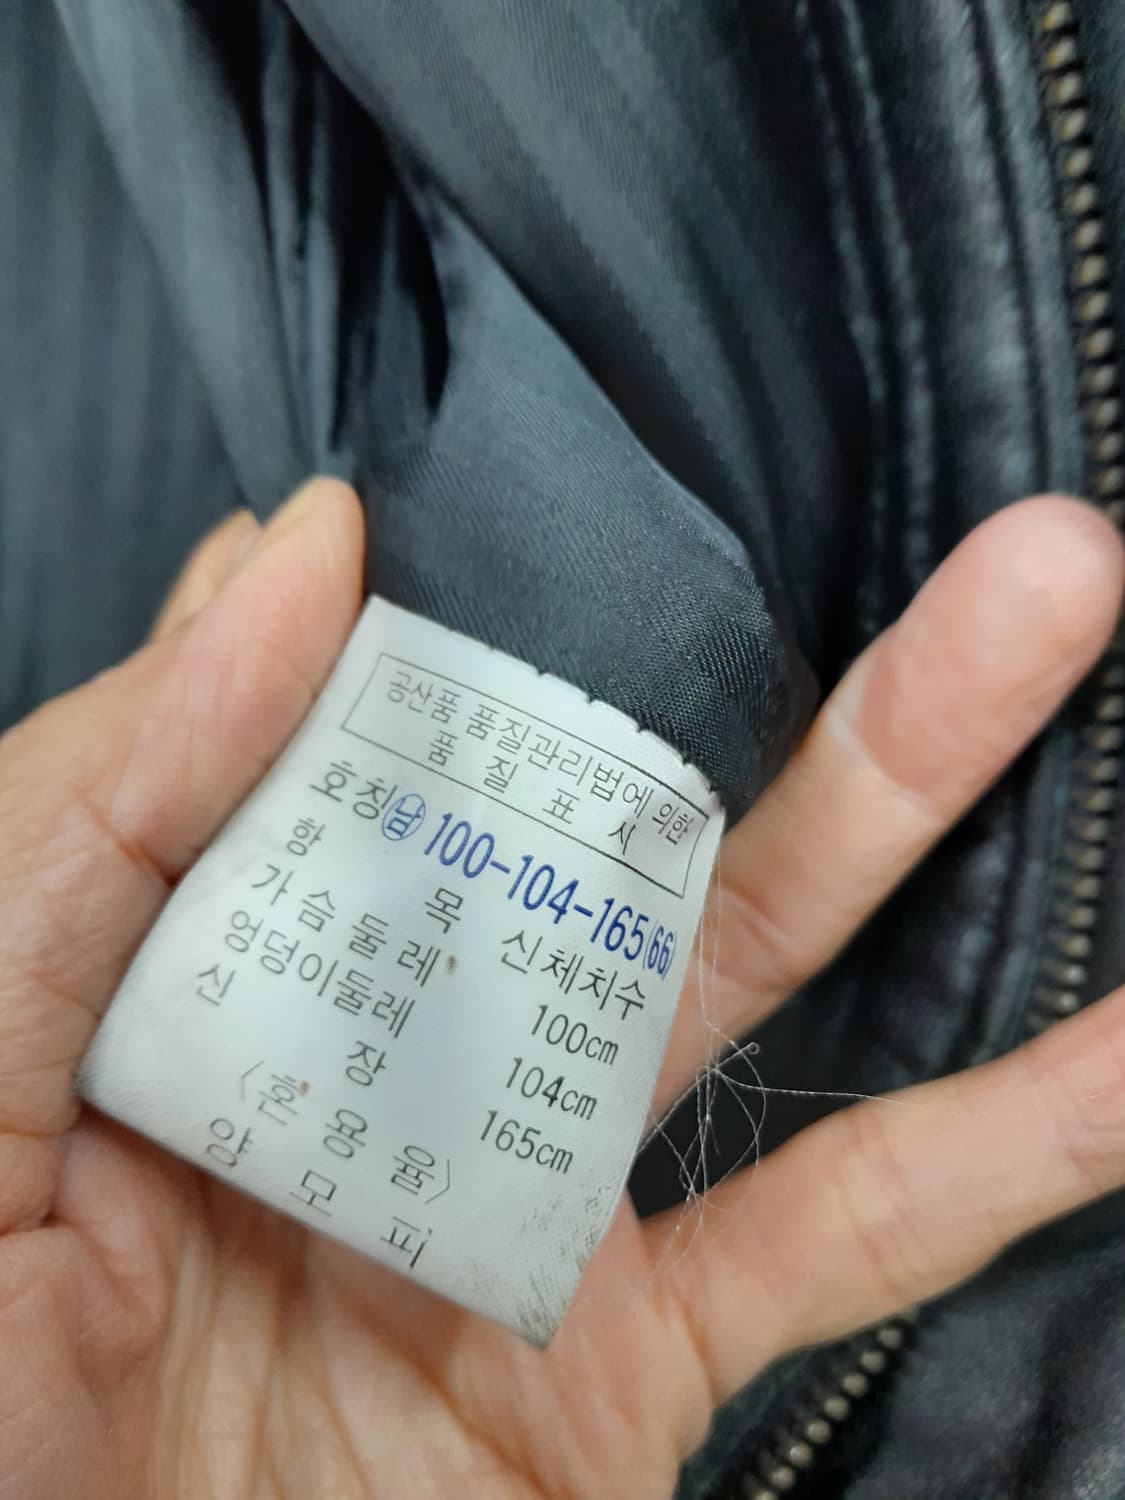 공산품 품질관리법에 의한
품 질 표 시
호칭 남 100-104-165(66)
항 목 신체치수
가슴둘레 100cm
엉덩이둘레 104cm
신 장 165cm
〈혼 용 율〉
양 모 피